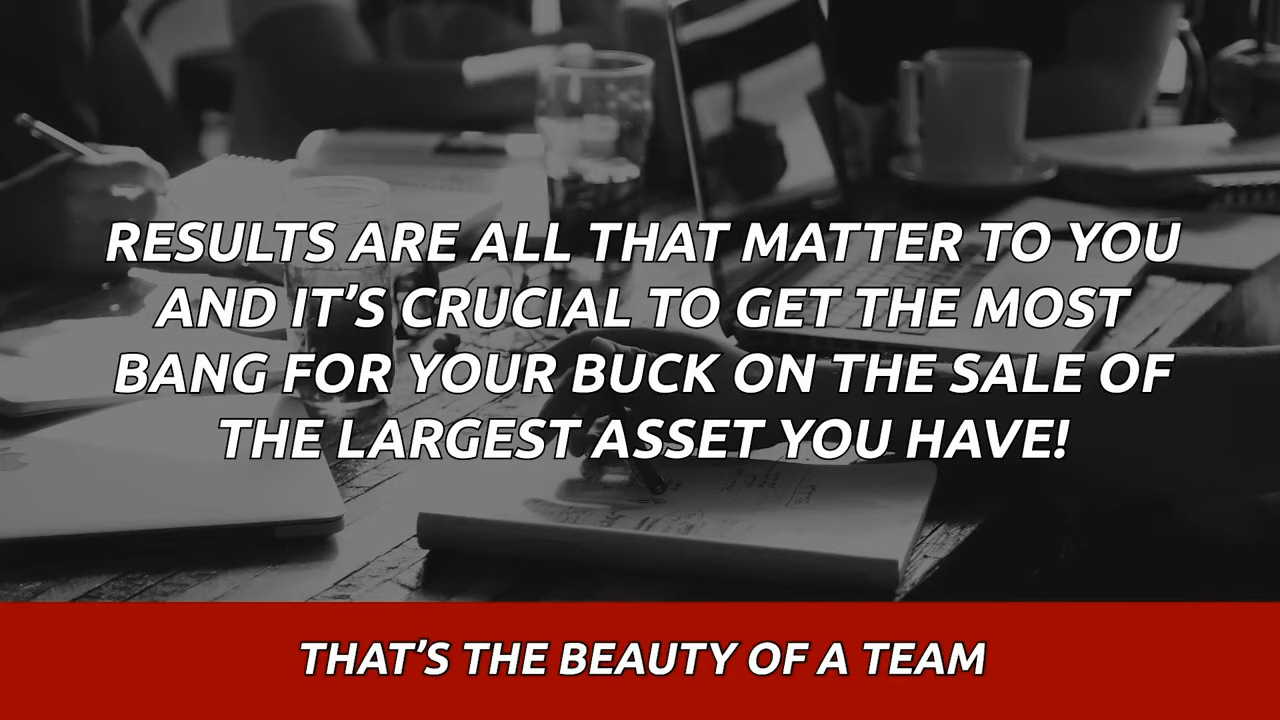 RESULTS ARE ALL THAT MATTER TO YOU
AND IT’S CRUCIAL TO GET THE MOST
BANG FOR YOUR BUCK ON THE SALE OF
THE LARGEST ASSET YOU HAVE!
THAT’S THE BEAUTY OF A TEAM